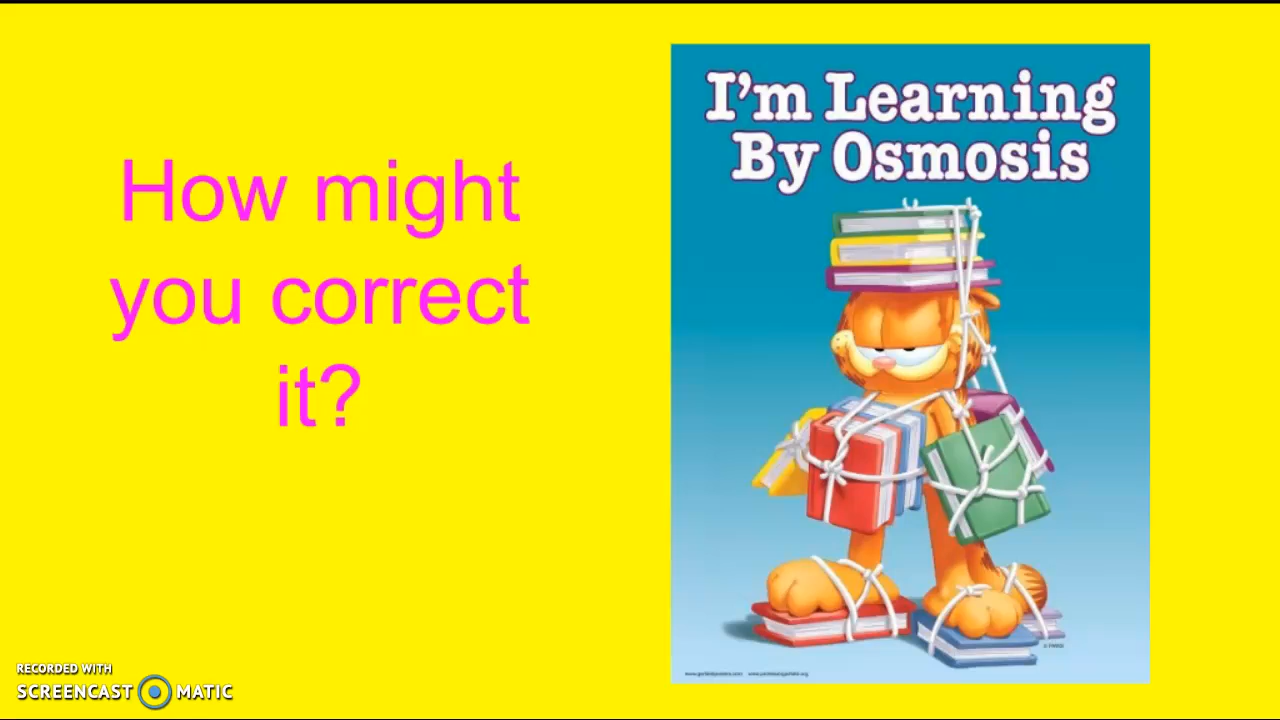 How might
you correct
it?
I'm Learning
By Osmosis
RECORDED WITH
SCREENCAST MATIC